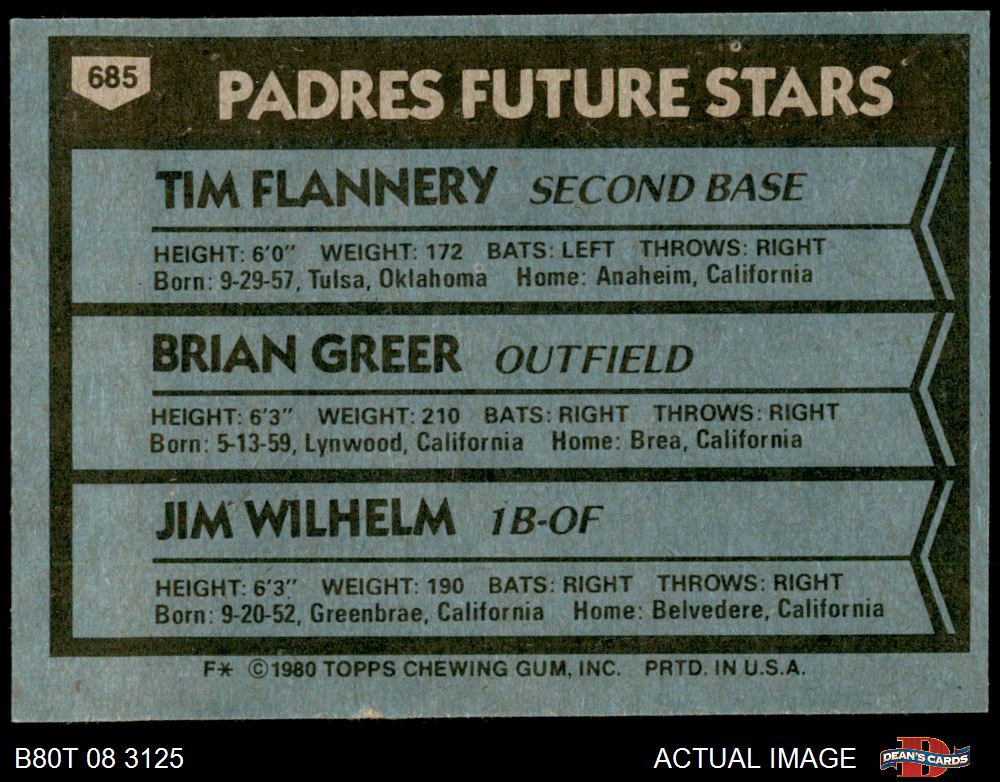 685
PADRES FUTURE STARS
TIM FLANNERY SECOND BASE
HEIGHT: 6'0" WEIGHT: 172 BATS: LEFT THROWS: RIGHT
Born: 9-29-57, Tulsa, Oklahoma Home: Anaheim, California
BRIAN GREER OUTFIELD
HEIGHT: 6'3" WEIGHT: 210 BATS: RIGHT THROWS: RIGHT
Born: 5-13-59, Lynwood, California Home: Brea, California
JIM WILHELM 1B-OF
HEIGHT: 6'3" WEIGHT: 190 BATS: RIGHT THROWS: RIGHT
Born: 9-20-52, Greenbrae, California Home: Belvedere, California
F* ©1980 TOPPS CHEWING GUM, INC. PRTD. IN U.S.A.
B80T 08 3125 ACTUAL IMAGE D DEAN'S CARDS